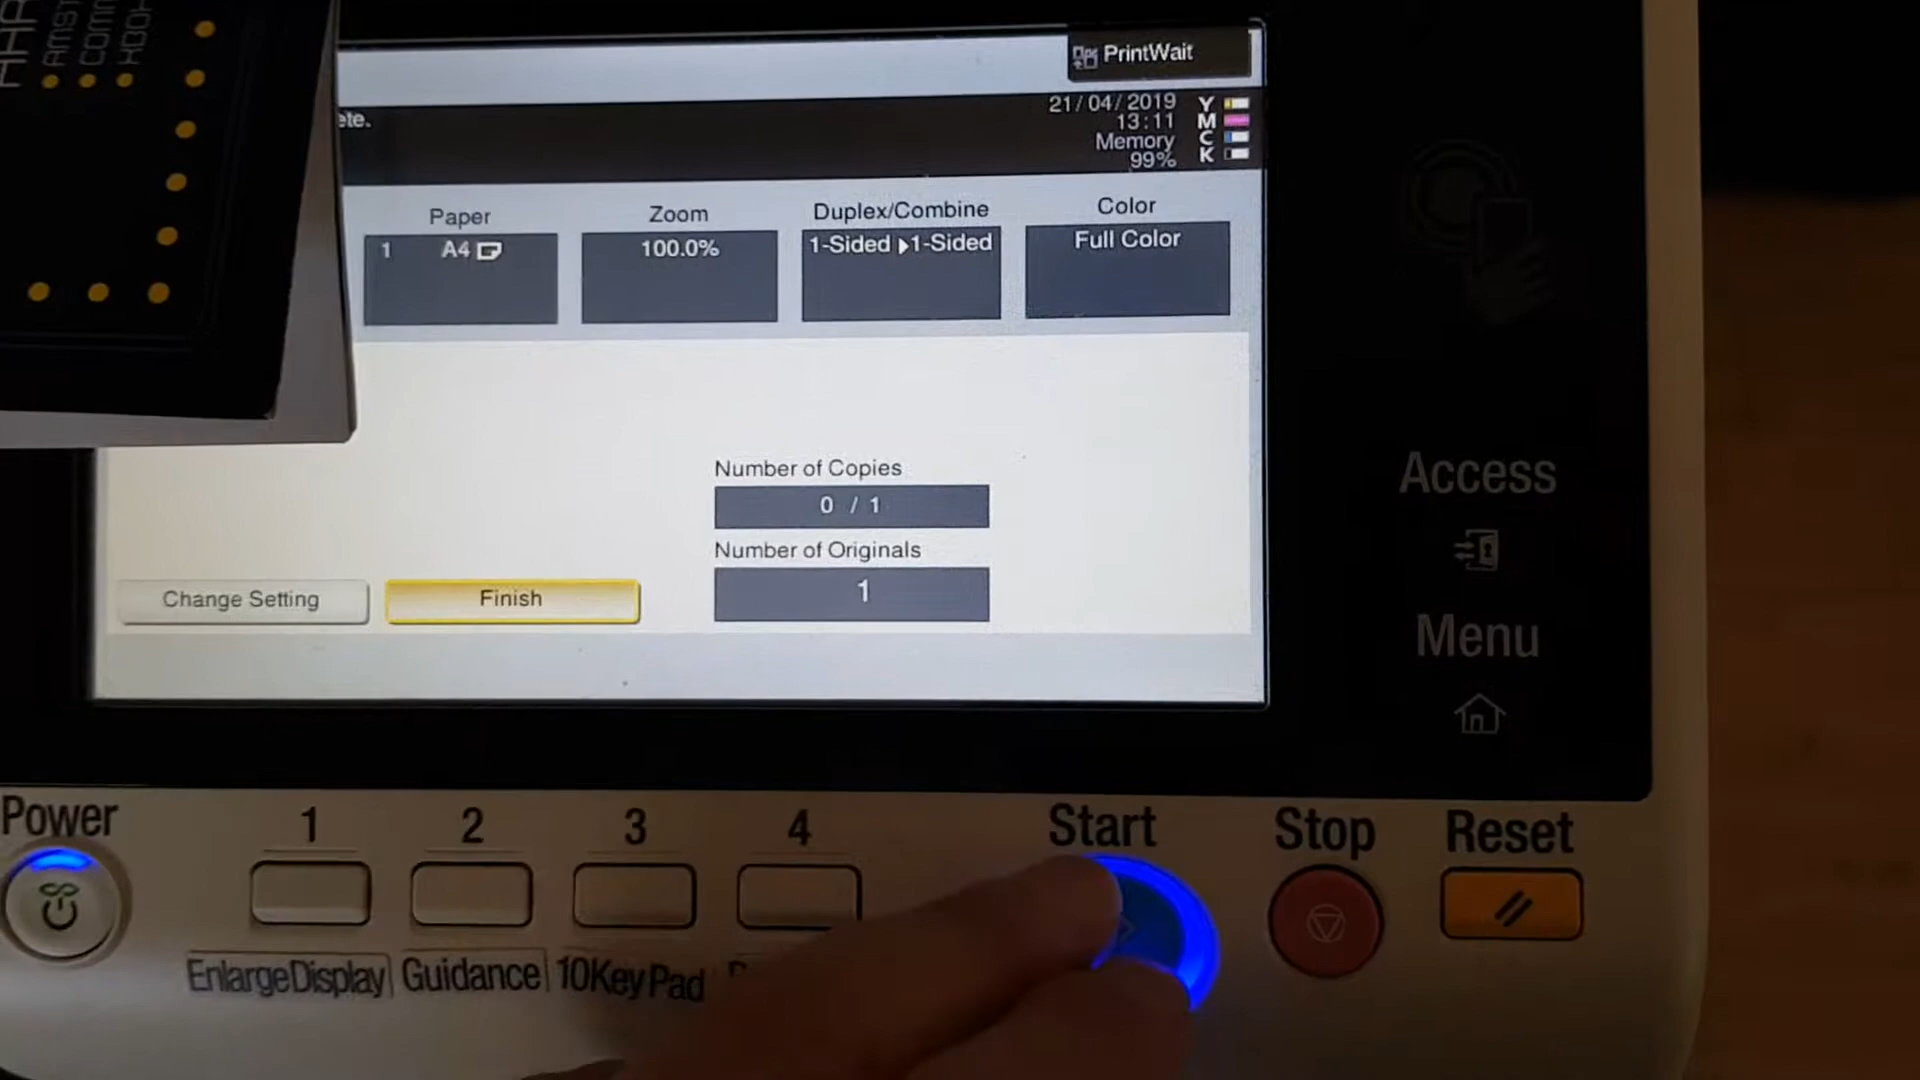 PrintWait
ete.
21/04/2019
13:11
Memory
99%
Y
M
C
K
Paper
Zoom
Duplex/Combine
Color
1 A4
100.0%
1-Sided 1-Sided
Full Color
Number of Copies
0 / 1
Number of Originals
1
Change Setting
Finish
Access
Menu
Power
1
2
3
4
Start
Stop
Reset
EnlargeDisplay
Guidance
10KeyPad